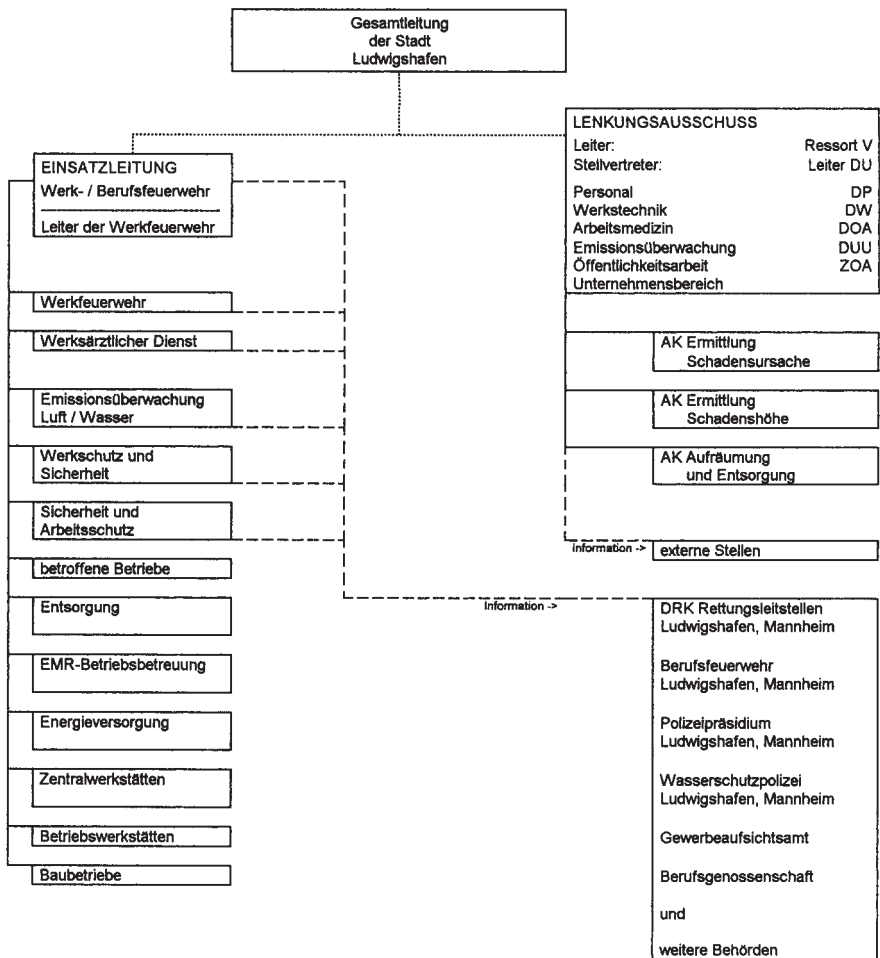 Gesamtleitung
der Stadt
Ludwigshafen
EINSATZLEITUNG
Werk- / Berufsfeuerwehr
Leiter der Werkfeuerwehr
Werkfeuerwehr
Werksärztlicher Dienst
Emissionsüberwachung
Luft / Wasser
Werkschutz und
Sicherheit
Sicherheit und
Arbeitsschutz
betroffene Betriebe
Entsorgung
EMR-Betriebsbetreuung
Energieversorgung
Zentralwerkstätten
Betriebswerkstätten
Baubetriebe
LENKUNGSAUSSCHUSS
Leiter: Ressort V
Stellvertreter: Leiter DU
Personal DP
Werkstechnik DW
Arbeitsmedizin DOA
Emissionsüberwachung DUU
Öffentlichkeitsarbeit ZOA
Unternehmensbereich
AK Ermittlung
Schadensursache
AK Ermittlung
Schadenshöhe
AK Aufräumung
und Entsorgung
Information -> externe Stellen
Information ->
DRK Rettungsleitstellen
Ludwigshafen, Mannheim
Berufsfeuerwehr
Ludwigshafen, Mannheim
Polizeipräsidium
Ludwigshafen, Mannheim
Wasserschutzpolizei
Ludwigshafen, Mannheim
Gewerbeaufsichtsamt
Berufsgenossenschaft
und
weitere Behörden